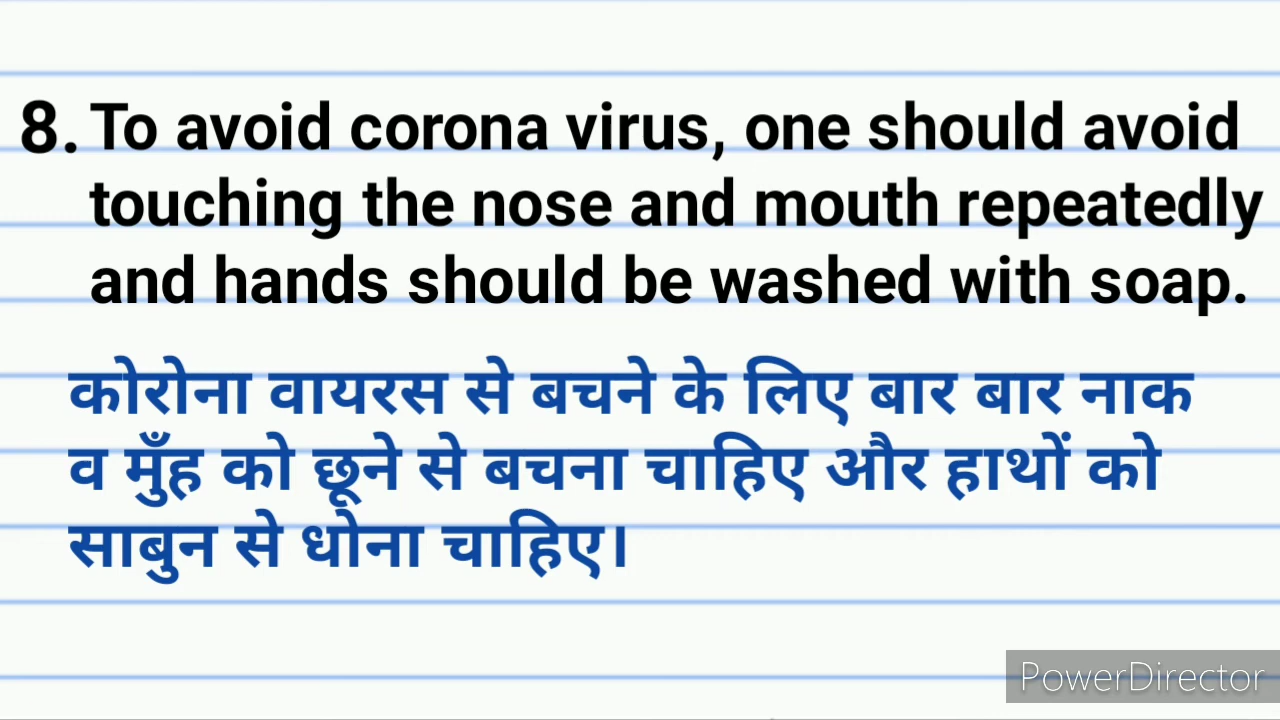 8. To avoid corona virus, one should avoid
touching the nose and mouth repeatedly
and hands should be washed with soap.
कोरोना वायरस से बचने के लिए बार बार नाक
व मुँह को छूने से बचना चाहिए और हाथों को
साबुन से धोना चाहिए।
PowerDirector